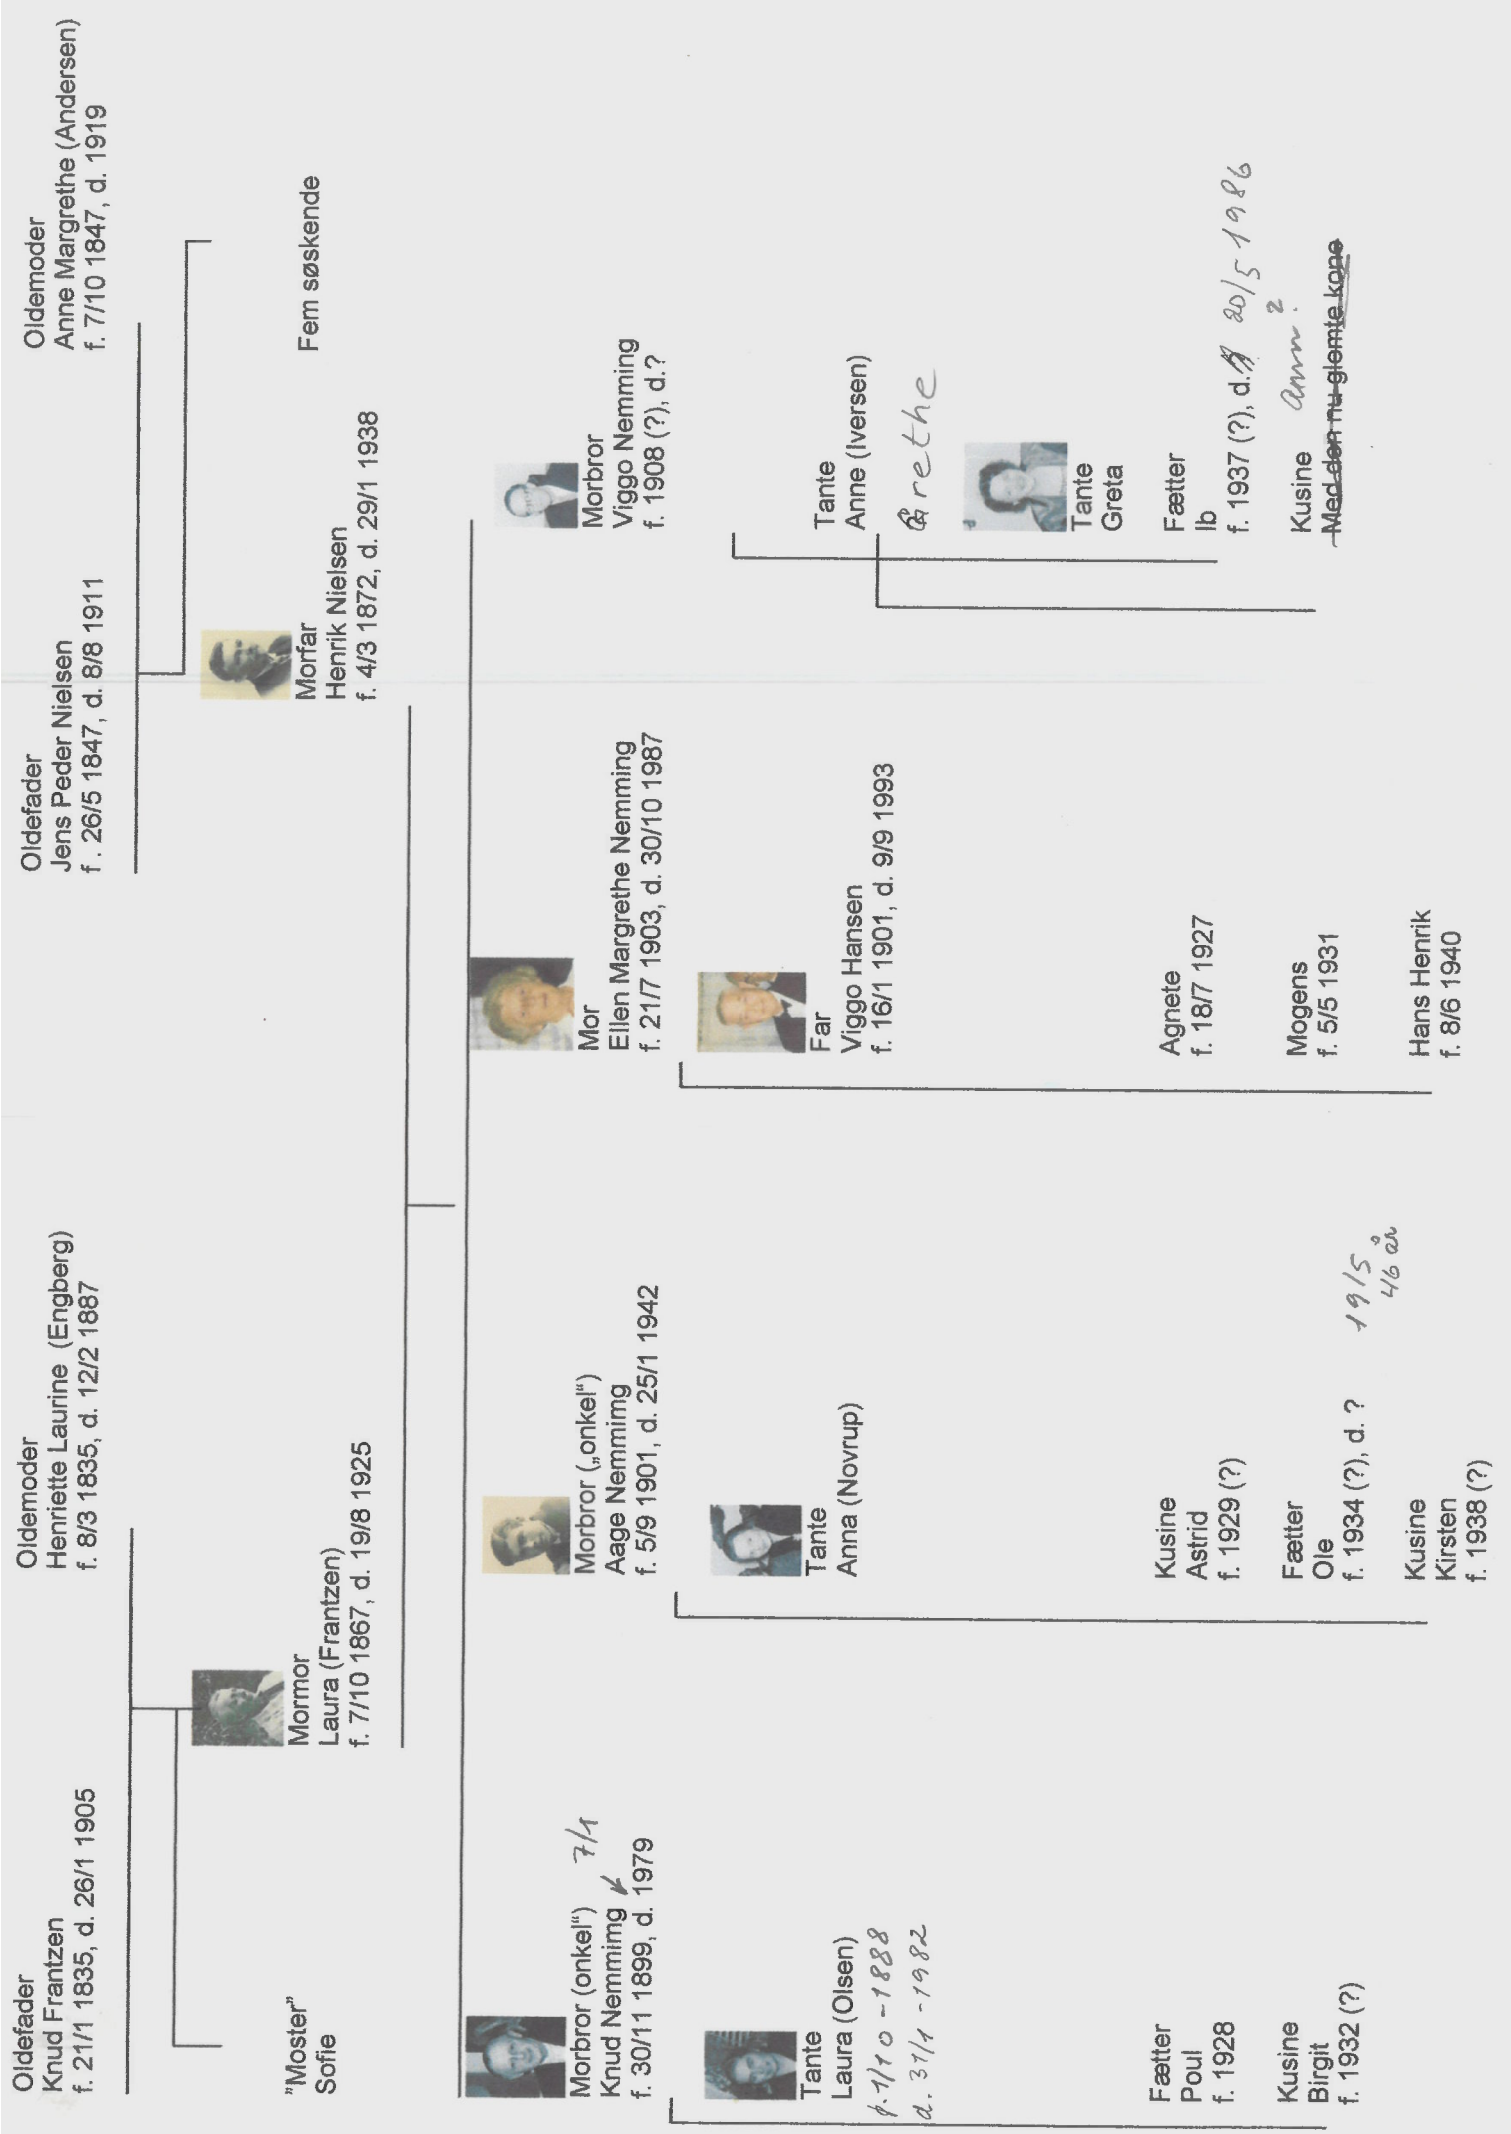 Oldefader
Knud Frantzen
f. 21/1 1835, d. 26/1 1905
Oldemoder
Henriette Laurine (Engberg)
f. 8/3 1835, d. 12/2 1887
Oldefader
Jens Peder Nielsen
f. 26/5 1847, d. 8/8 1911
Oldemoder
Anne Margrethe (Andersen)
f. 7/10 1847, d. 1919
"Moster"
Sofie
Mormor
Laura (Frantzen)
f. 7/10 1867, d. 19/8 1925
Morfar
Henrik Nielsen
f. 4/3 1872, d. 29/1 1938
Fem søskende
Morbror (onkel")
Knud Nemmimg
7/1
f. 30/11 1899, d. 1979
Morbror („onkel“)
Aage Nemmimg
f. 5/9 1901, d. 25/1 1942
Mor
Ellen Margrethe Nemming
f. 21/7 1903, d. 30/10 1987
Morbror
Viggo Nemming
f. 1908 (?), d.?
Tante
Laura (Olsen)
f. 1/10 - 1888
d. 31/1 - 1982
Tante
Anna (Novrup)
Far
Viggo Hansen
f. 16/1 1901, d. 9/9 1993
Tante
Anne (Iversen)
Grethe
Tante
Greta
Fætter
Poul
f. 1928
Kusine
Birgit
f. 1932 (?)
Kusine
Astrid
f. 1929 (?)
Fætter
Ole
f. 1934 (?), d. ?
19/5
46 år
Kusine
Kirsten
f. 1938 (?)
Agnete
f. 18/7 1927
Mogens
f. 5/5 1931
Hans Henrik
f. 8/6 1940
Fætter
Ib
f. 1937 (?), d. 20/5 1986
Kusine
Ann?
Med den nu glemte kone